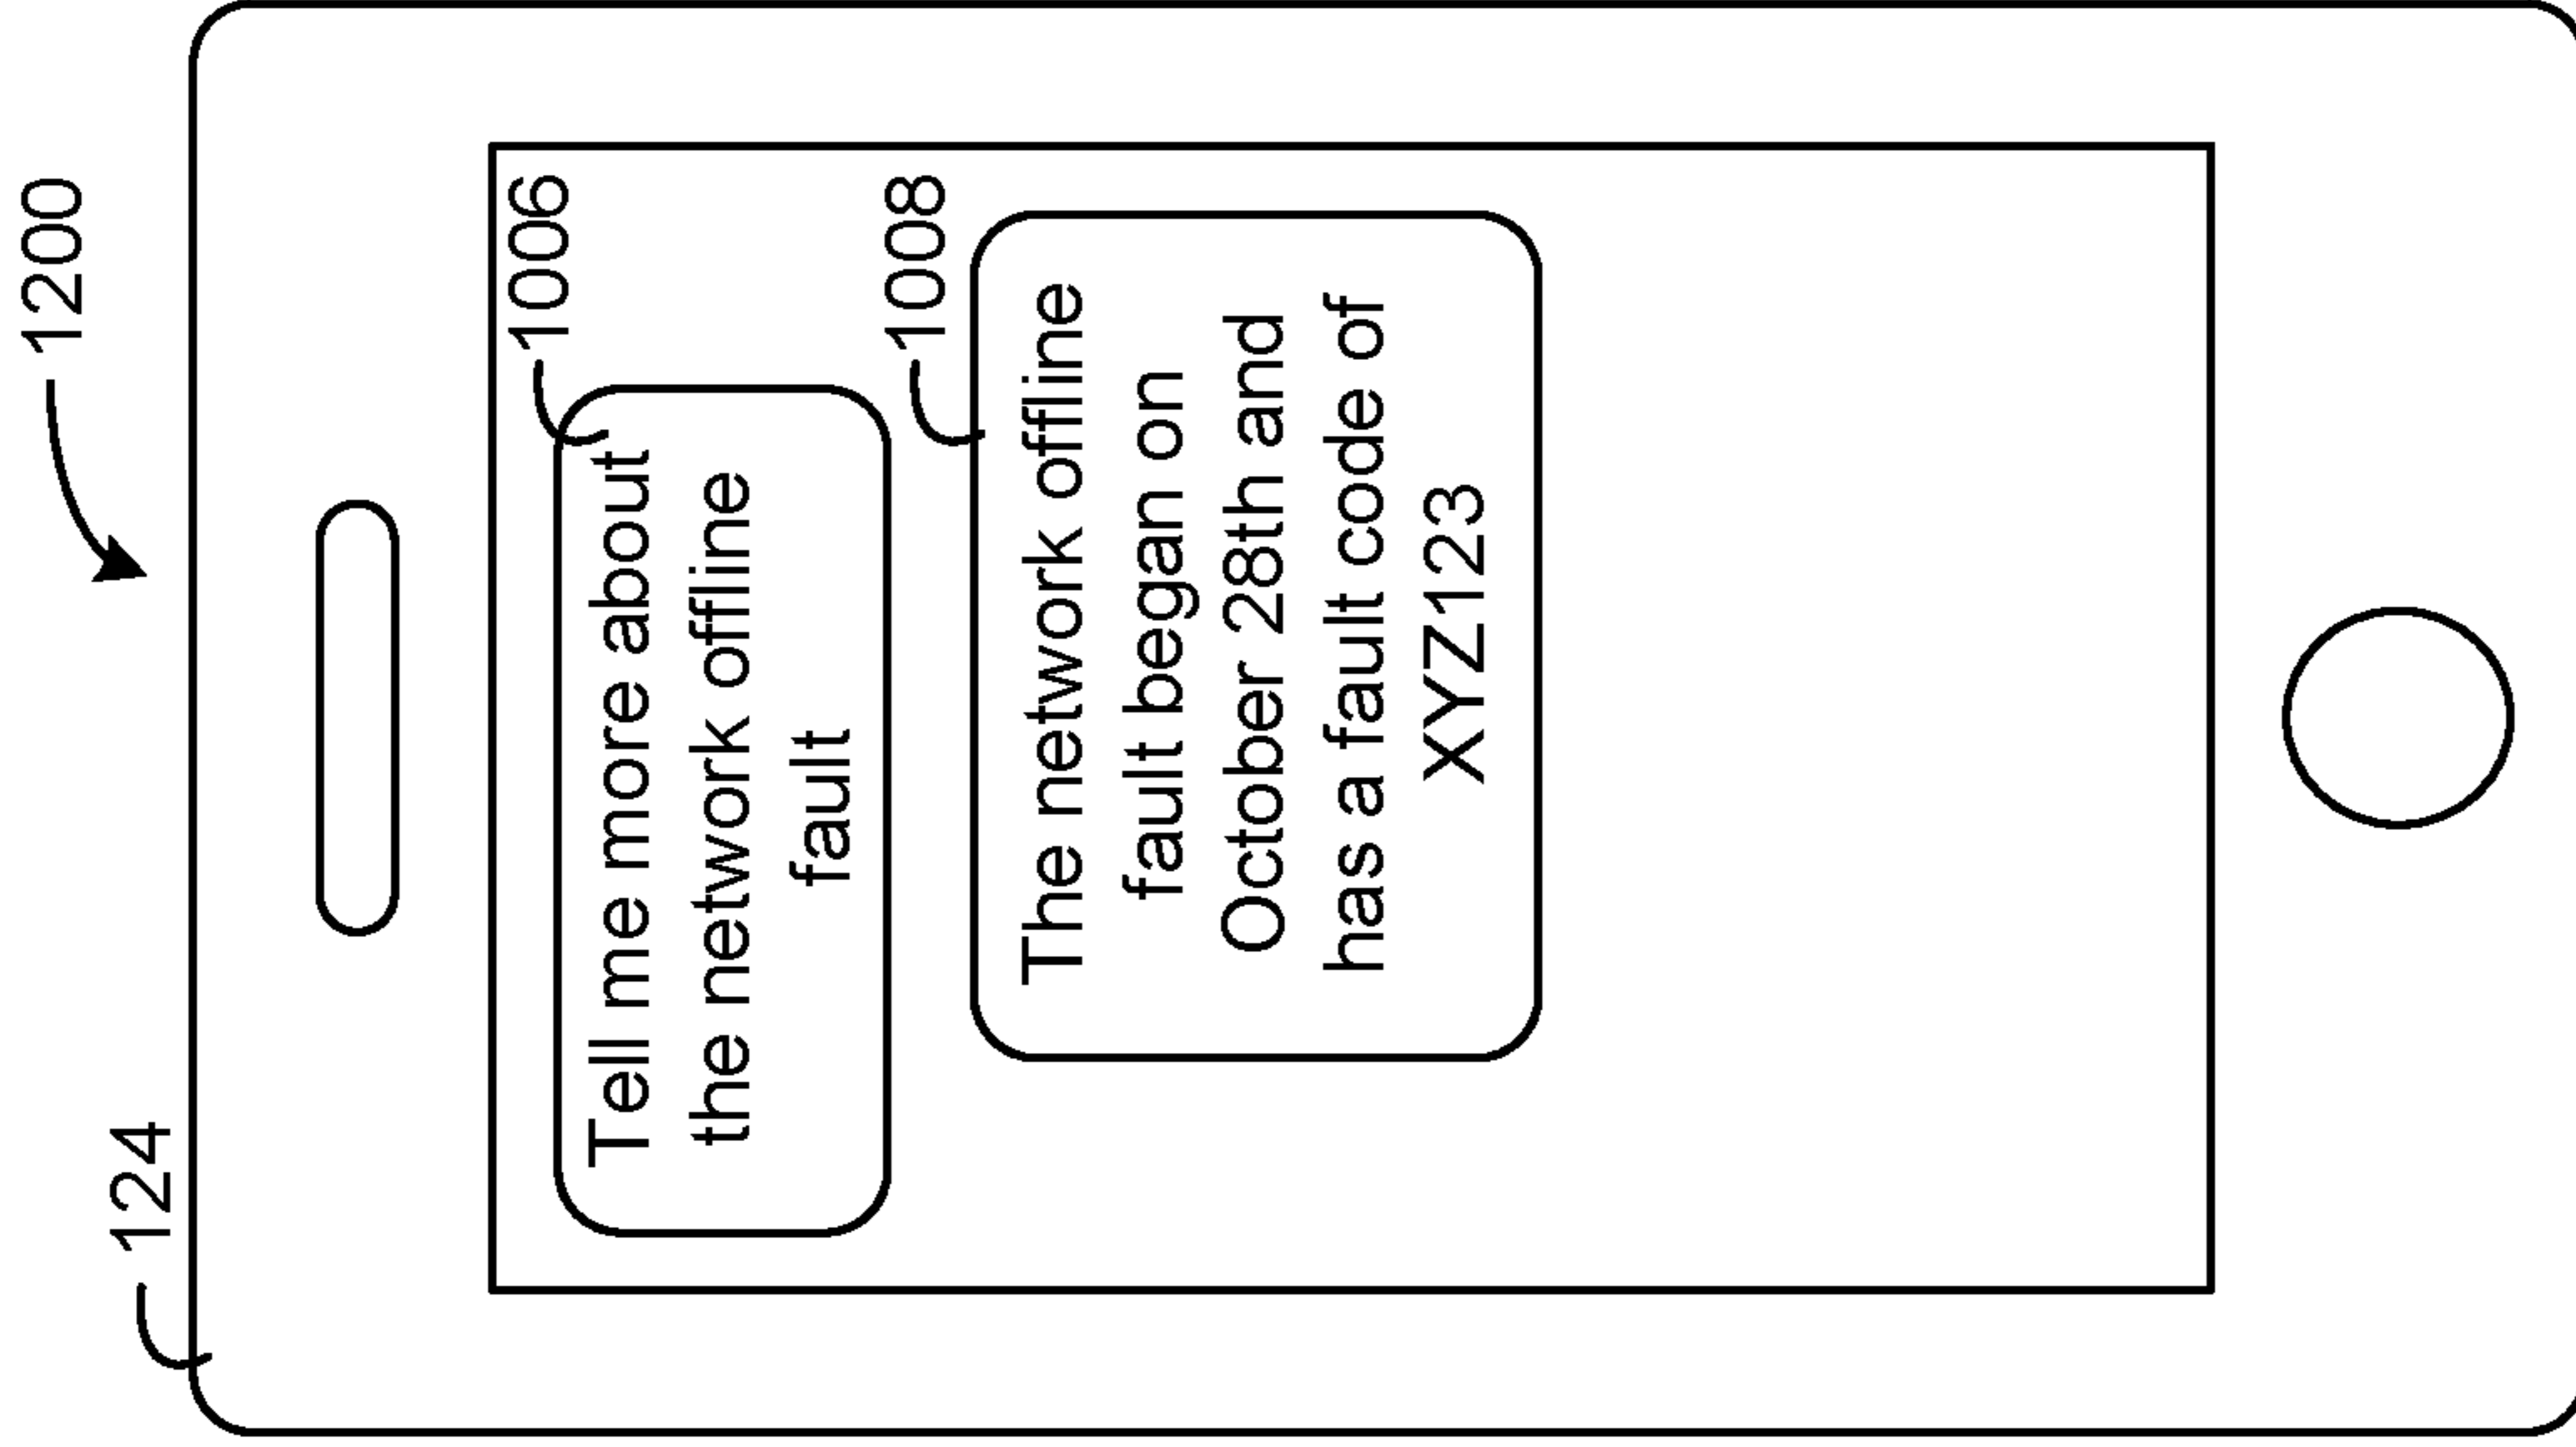 1200
124
1006
Tell me more about
the network offline
fault
1008
The network offline
fault began on
October 28th and
has a fault code of
XYZ123